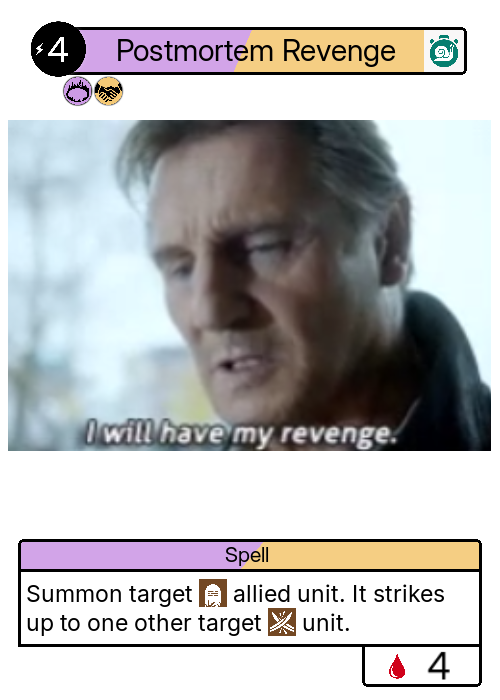 4 Postmortem Revenge
I will have my revenge.
Spell
Summon target allied unit. It strikes
up to one other target unit.
4